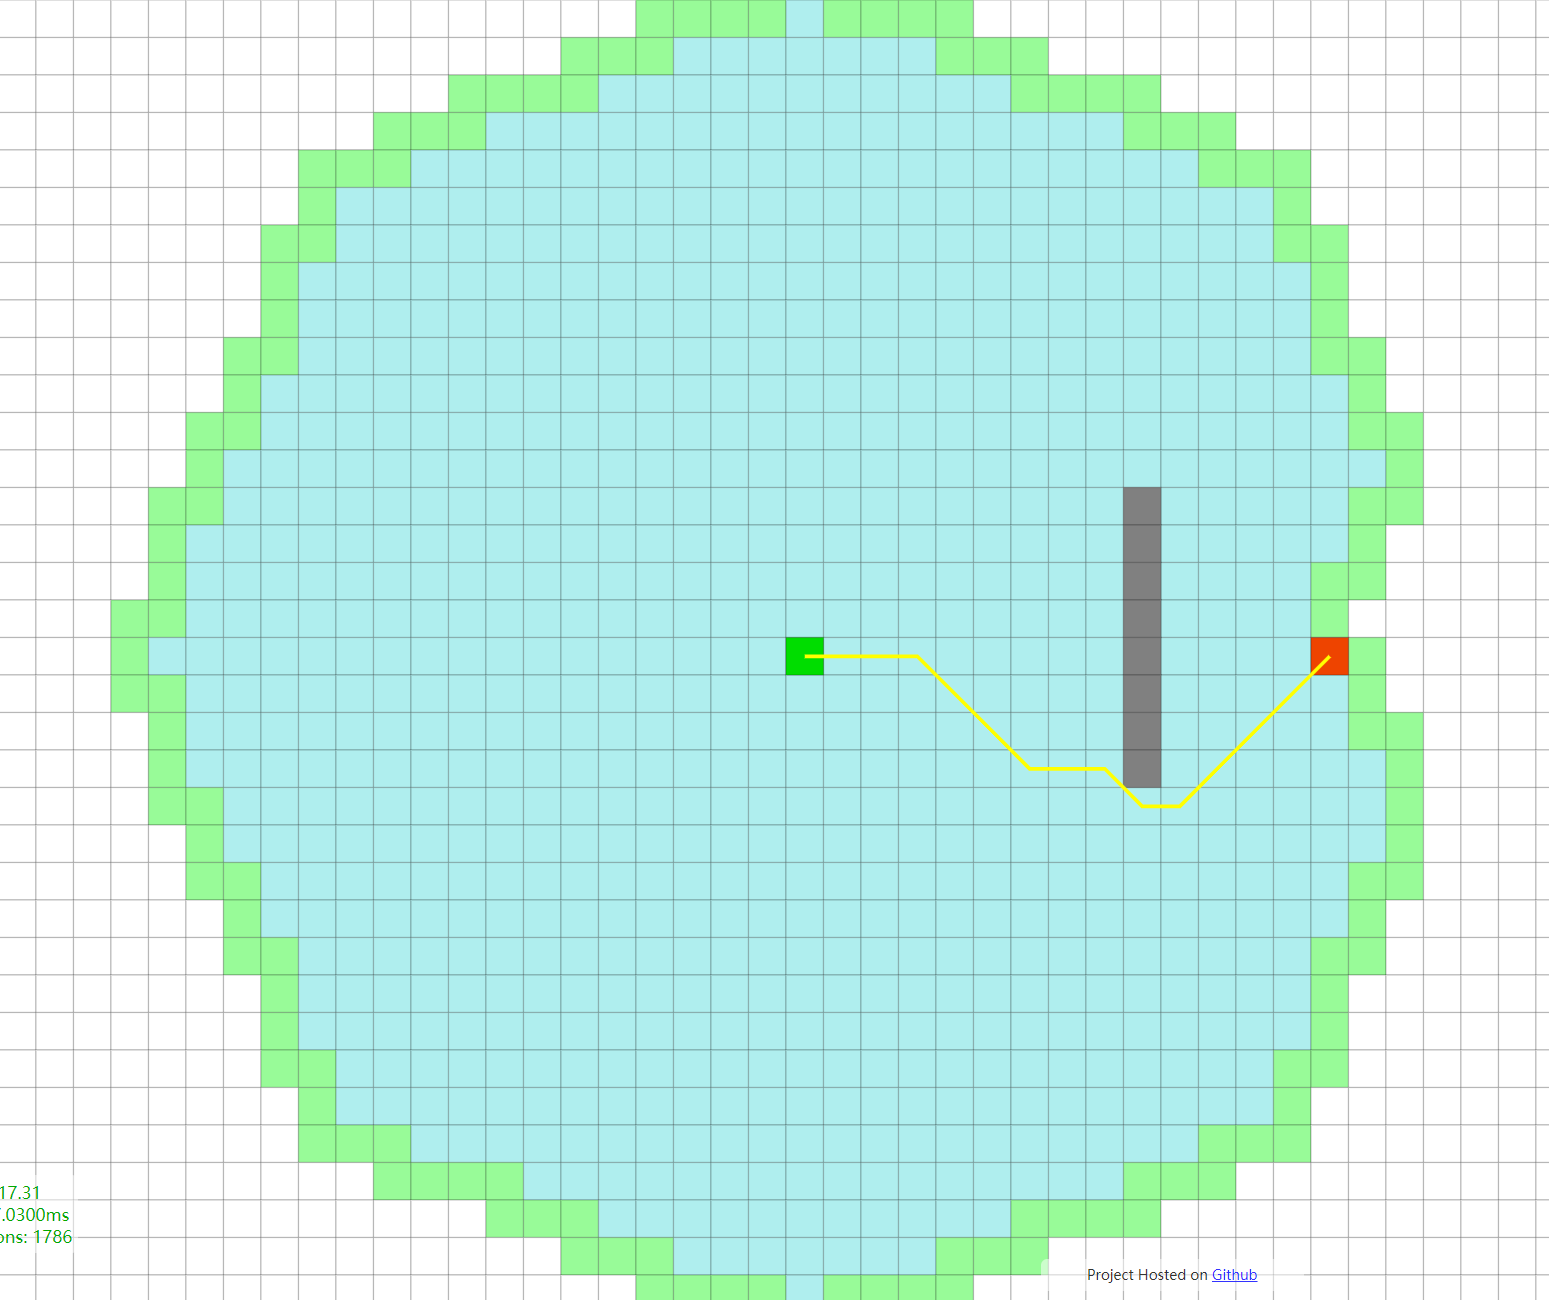 17.31
.0300ms
ons: 1786
Project Hosted on Github